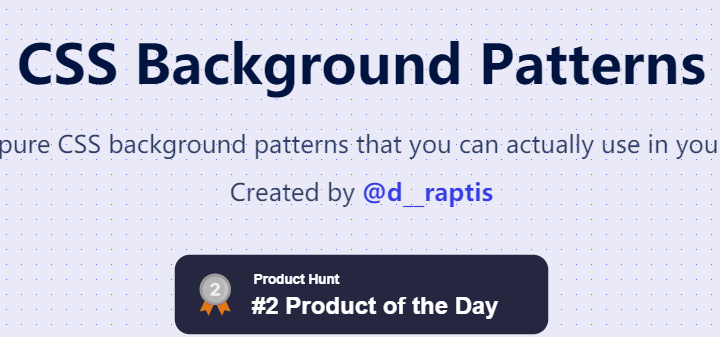 CSS Background Patterns
pure CSS background patterns that you can actually use in you
Created by @d__raptis
2
Product Hunt
#2 Product of the Day